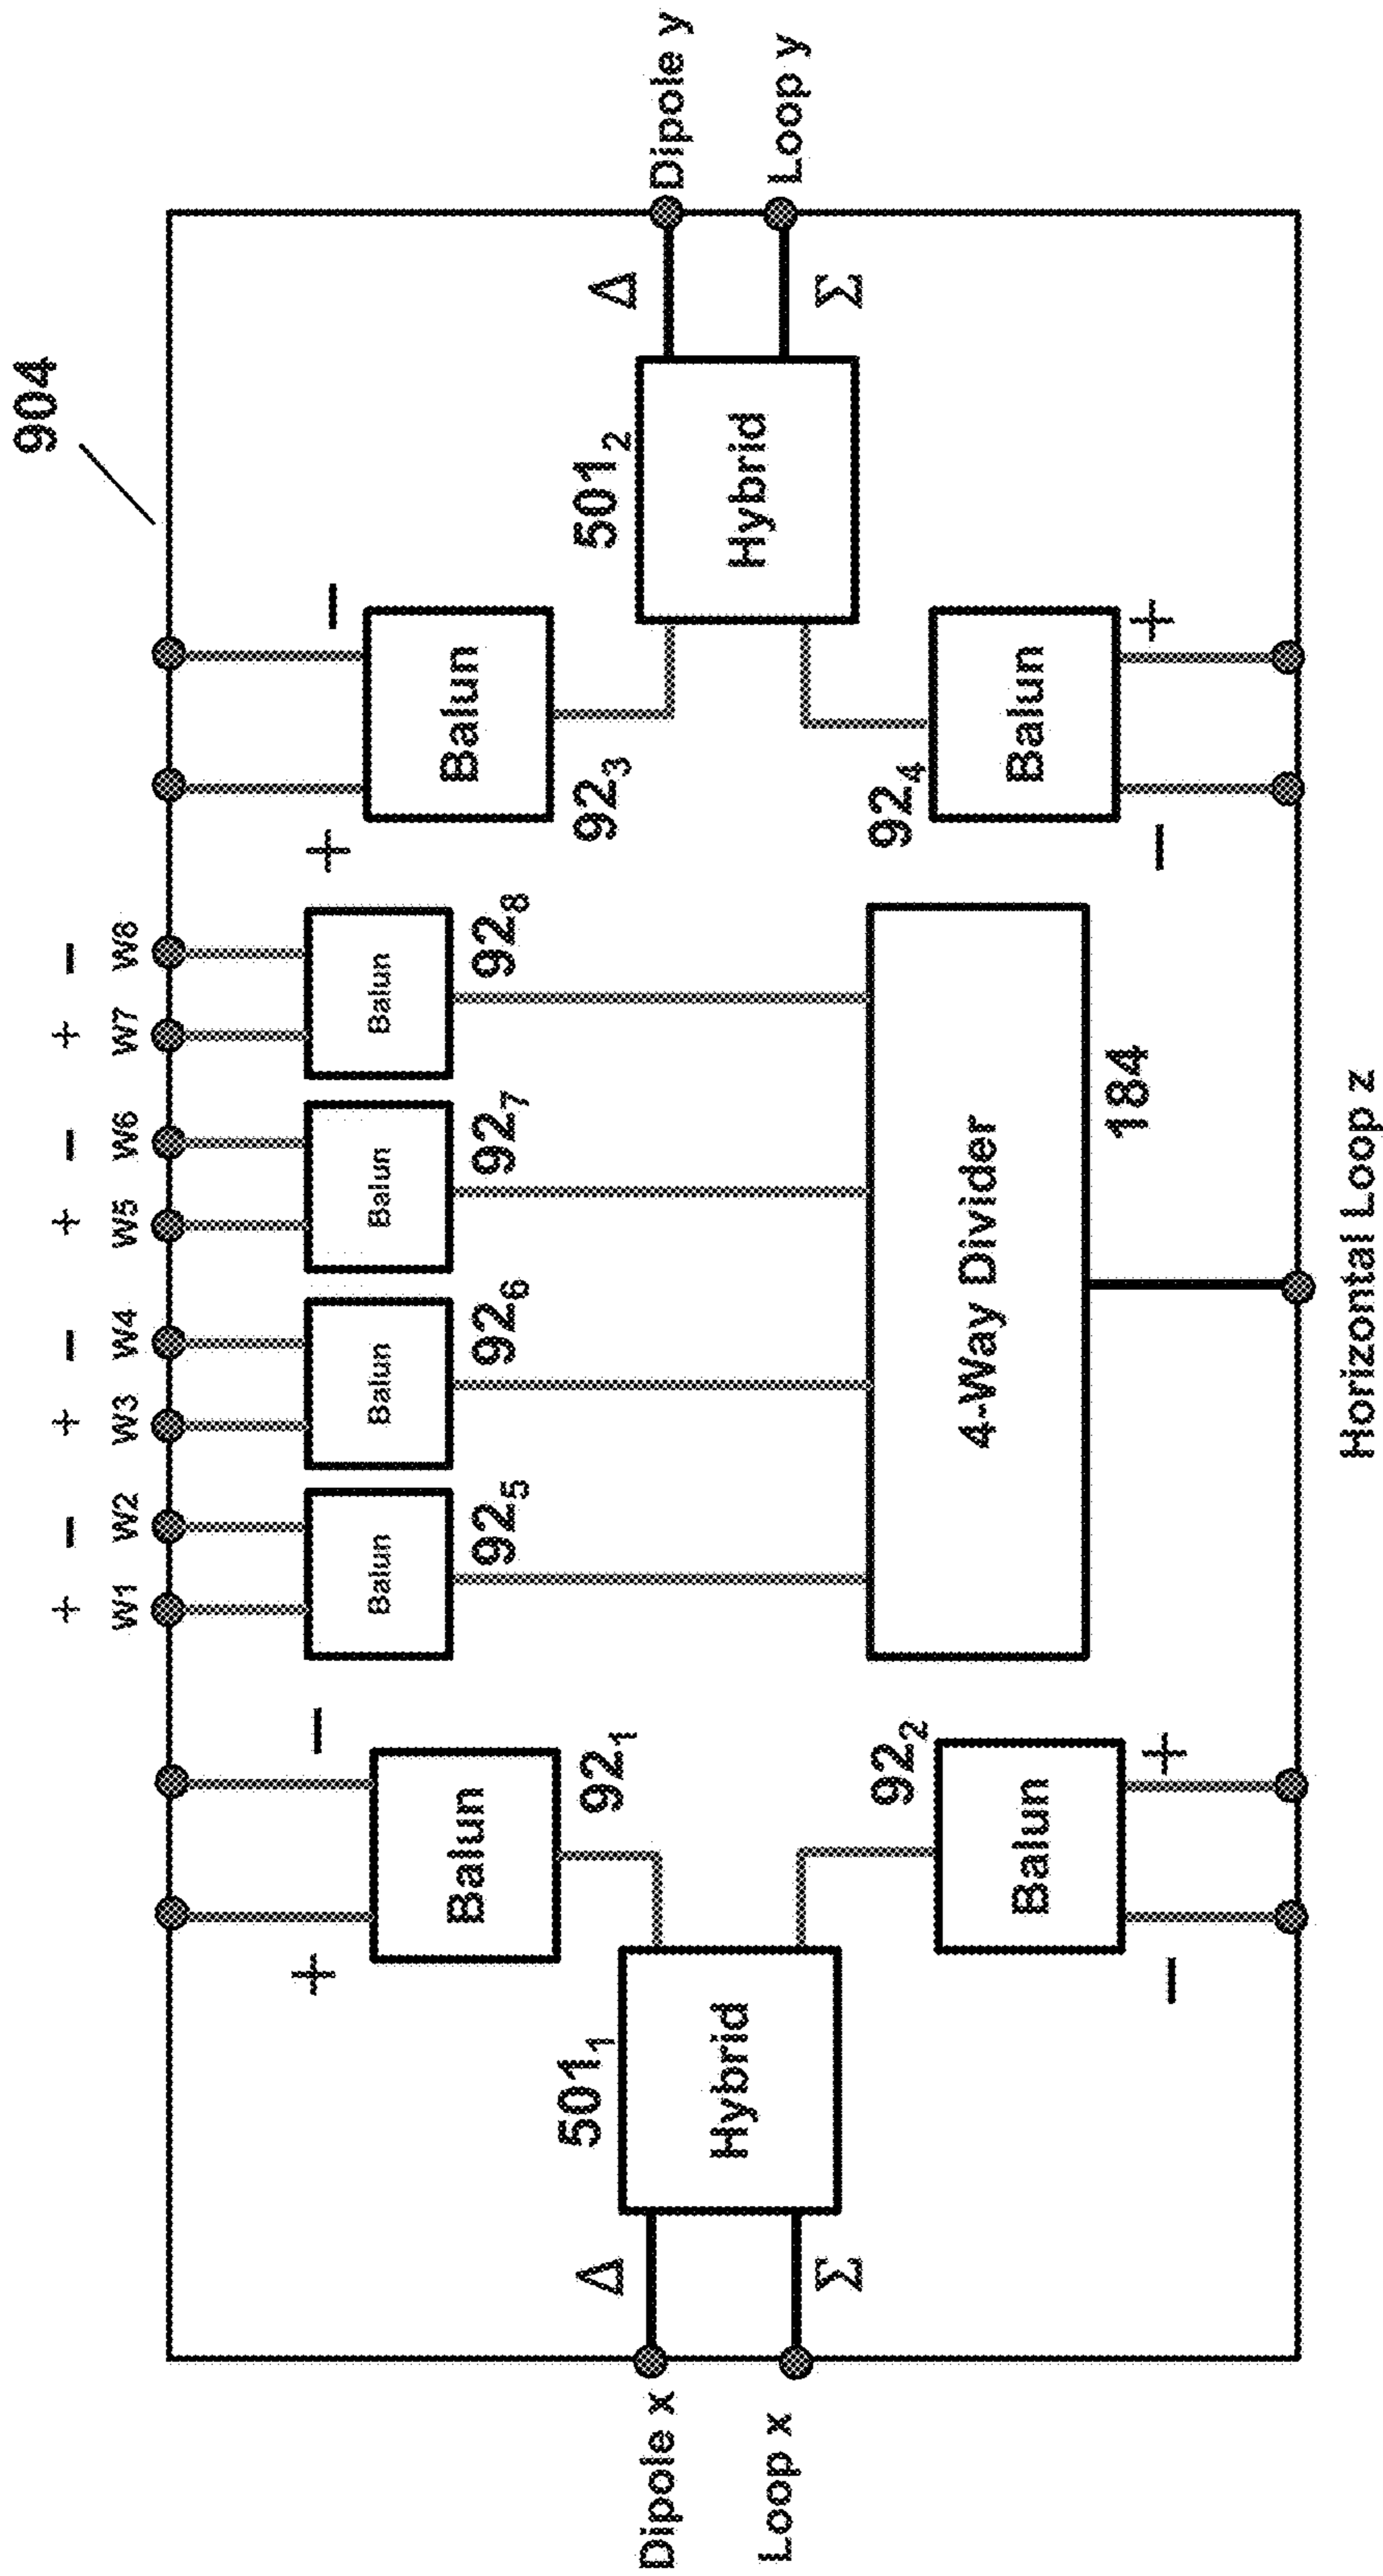 904
+ − + − + − + −
W1 W2 W3 W4 W5 W6 W7 W8
+ −
+ −
Balun Balun Balun Balun
Balun
Balun
92₅ 92₆ 92₇ 92₈
92₁
92₃
501₁
501₂
Δ
Δ
Dipole x
Dipole y
Hybrid
Hybrid
Loop x
Loop y
Σ
Σ
92₂
92₄
4-Way Divider
Balun
Balun
184
− +
− +
Horizontal Loop z